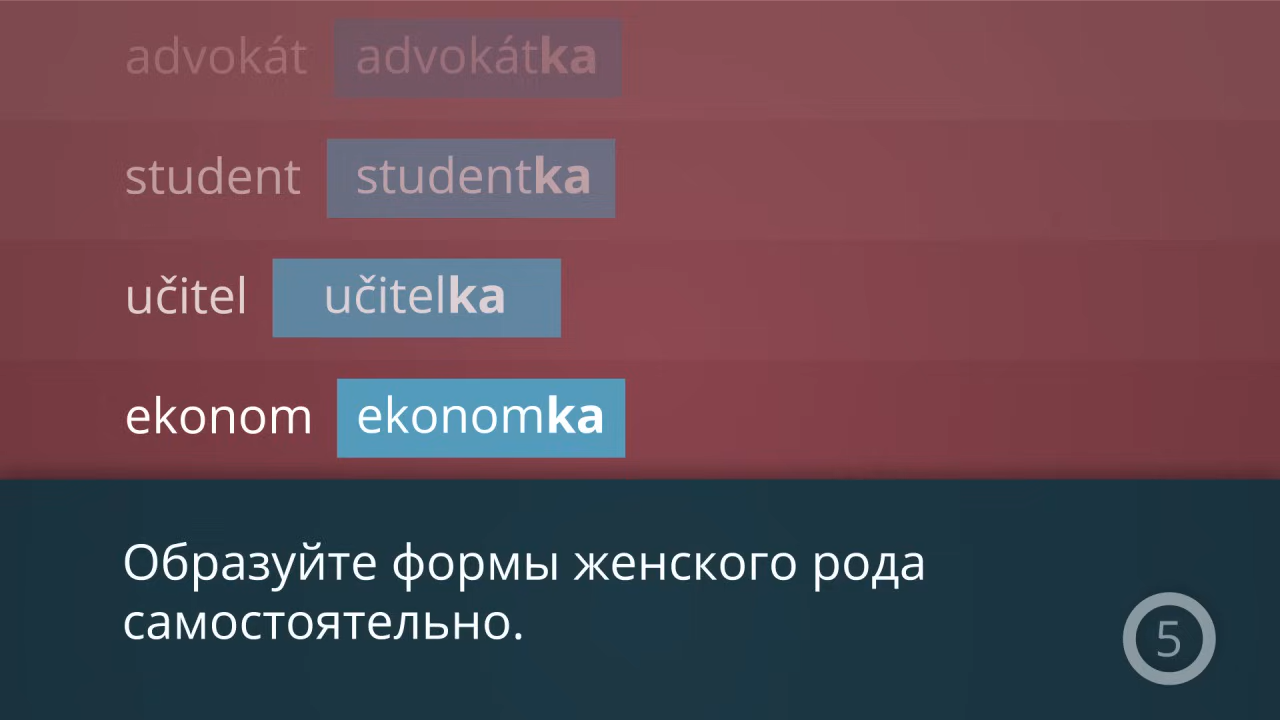 advokát advokátka
student studentka
učitel učitelka
ekonom ekonomka
Образуйте формы женского рода
самостоятельно.
5